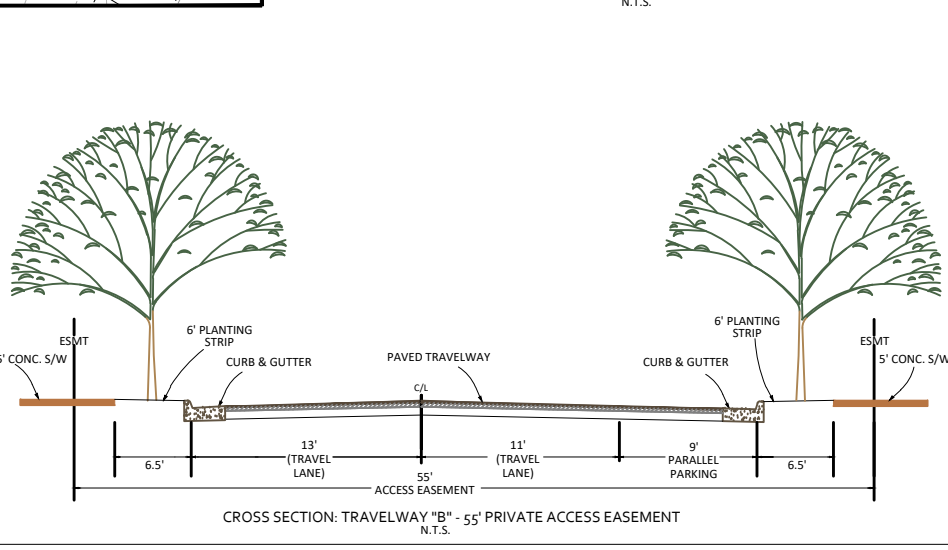 N.T.S.
6' PLANTING
STRIP
6' PLANTING
STRIP
ESMT
ESMT
5' CONC. S/W
CURB & GUTTER
PAVED TRAVELWAY
CURB & GUTTER
5' CONC. S/W
C/L
6.5'
13'
(TRAVEL
LANE)
11'
(TRAVEL
LANE)
9'
PARALLEL
PARKING
6.5'
55'
ACCESS EASEMENT
CROSS SECTION: TRAVELWAY "B" - 55' PRIVATE ACCESS EASEMENT
N.T.S.